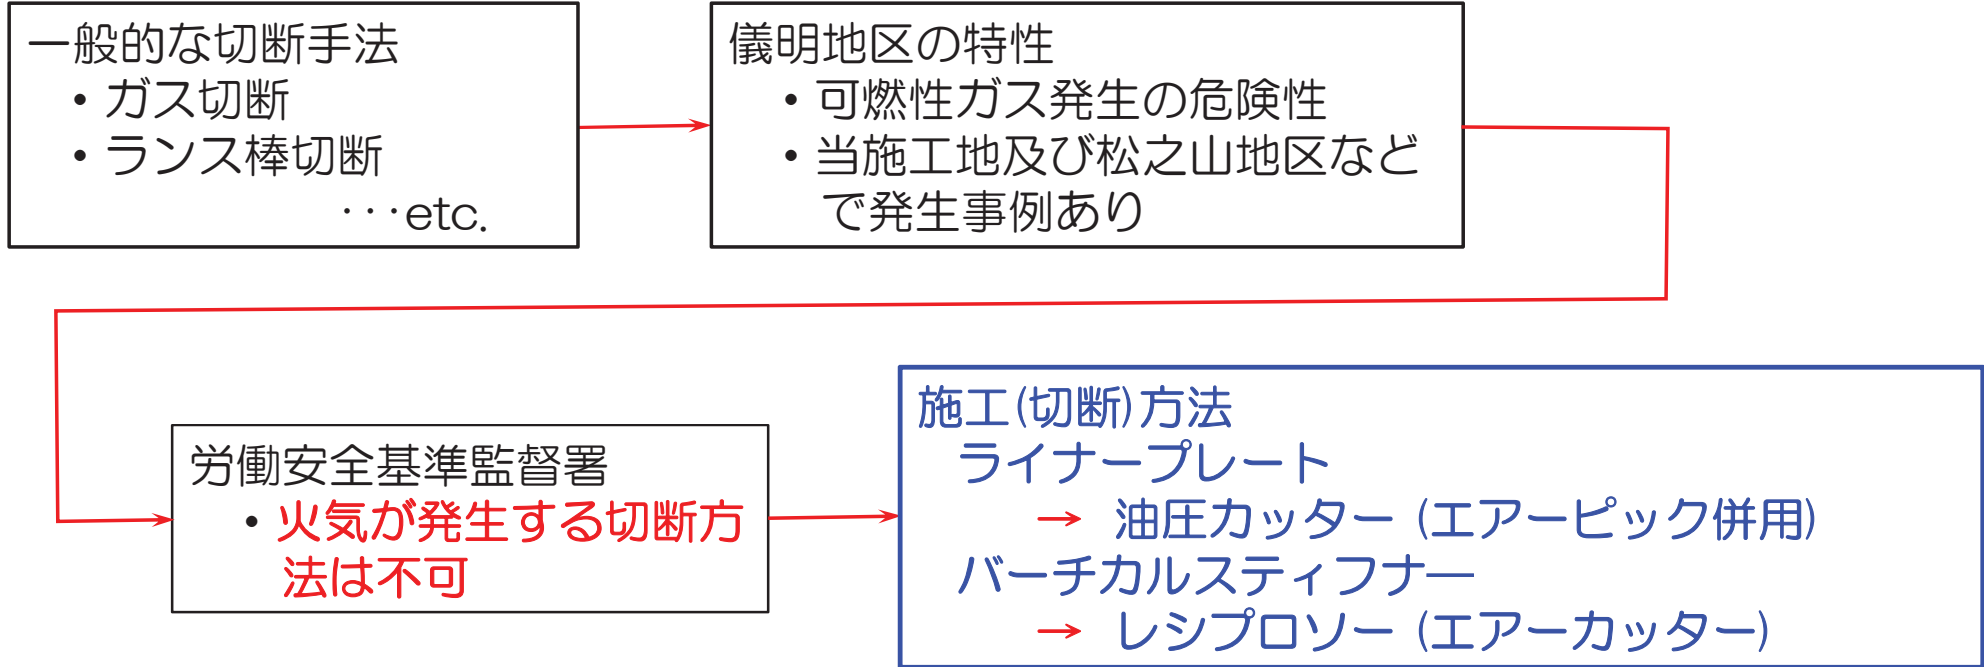 一般的な切断手法
・ガス切断
・ランス棒切断
・・・etc.
儀明地区の特性
・可燃性ガス発生の危険性
・当施工地及び松之山地区など
で発生事例あり
労働安全基準監督署
・火気が発生する切断方
法は不可
施工(切断)方法
ライナープレート
→ 油圧カッター (エアーピック併用)
バーチカルスティフナー
→ レシプロソー (エアーカッター)